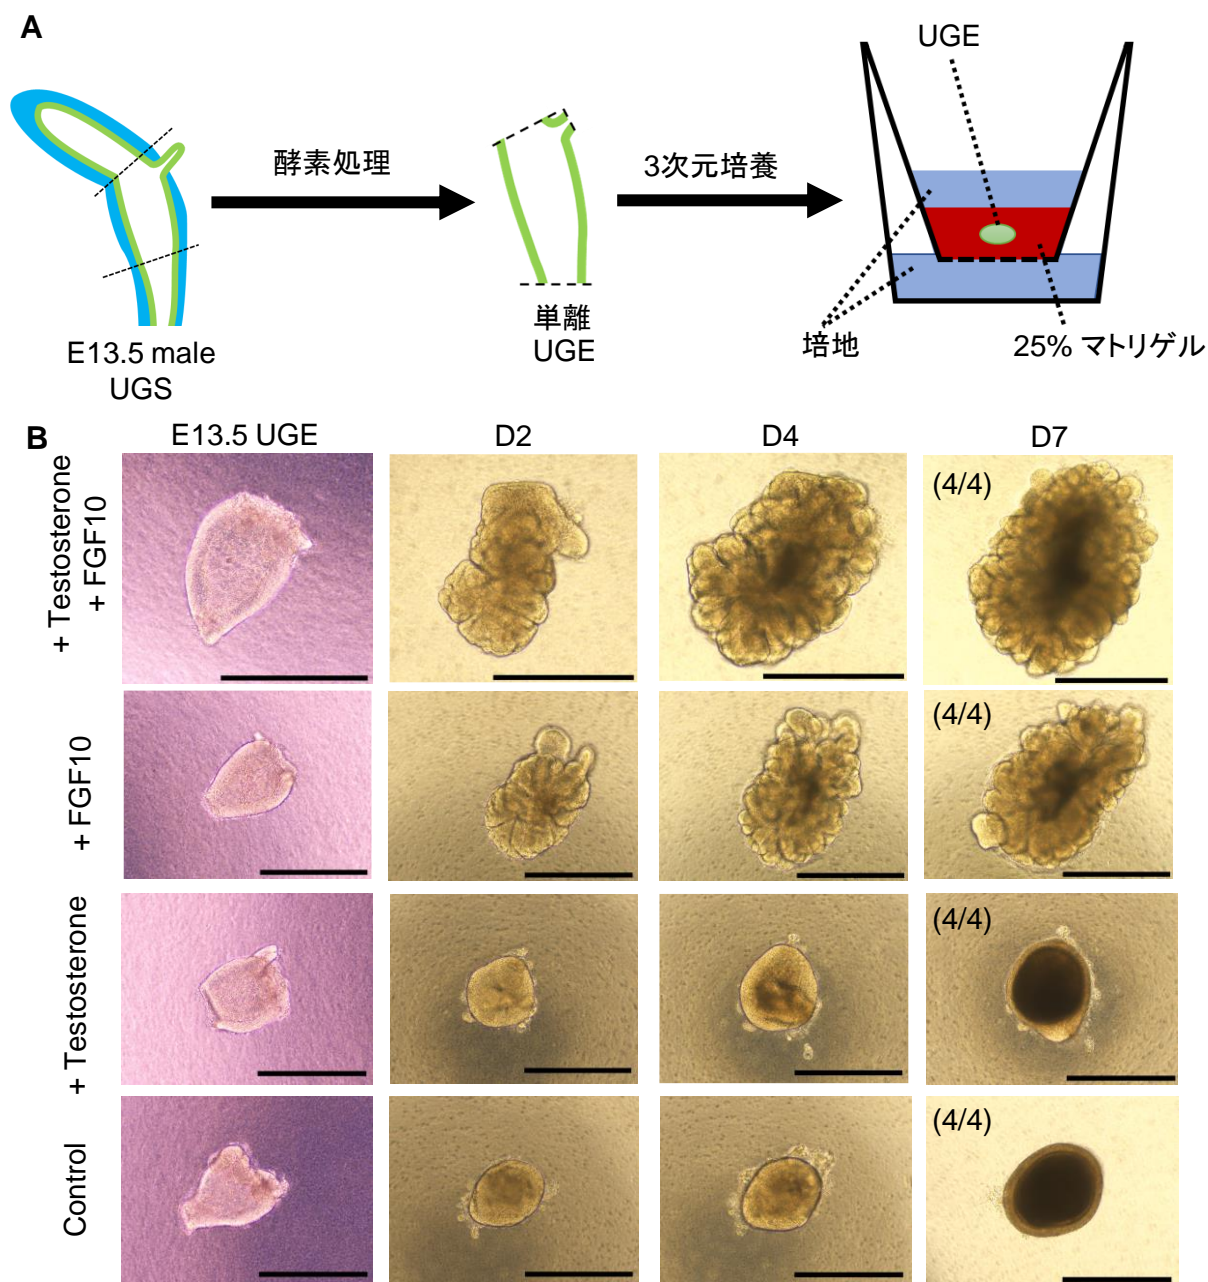 A
UGE
酵素処理
3次元培養
E13.5 male
UGS
単離
UGE
培地
25% マトリゲル
B
E13.5 UGE
D2
D4
D7
+ Testosterone
+ FGF10
(4/4)
+ FGF10
(4/4)
+ Testosterone
(4/4)
Control
(4/4)